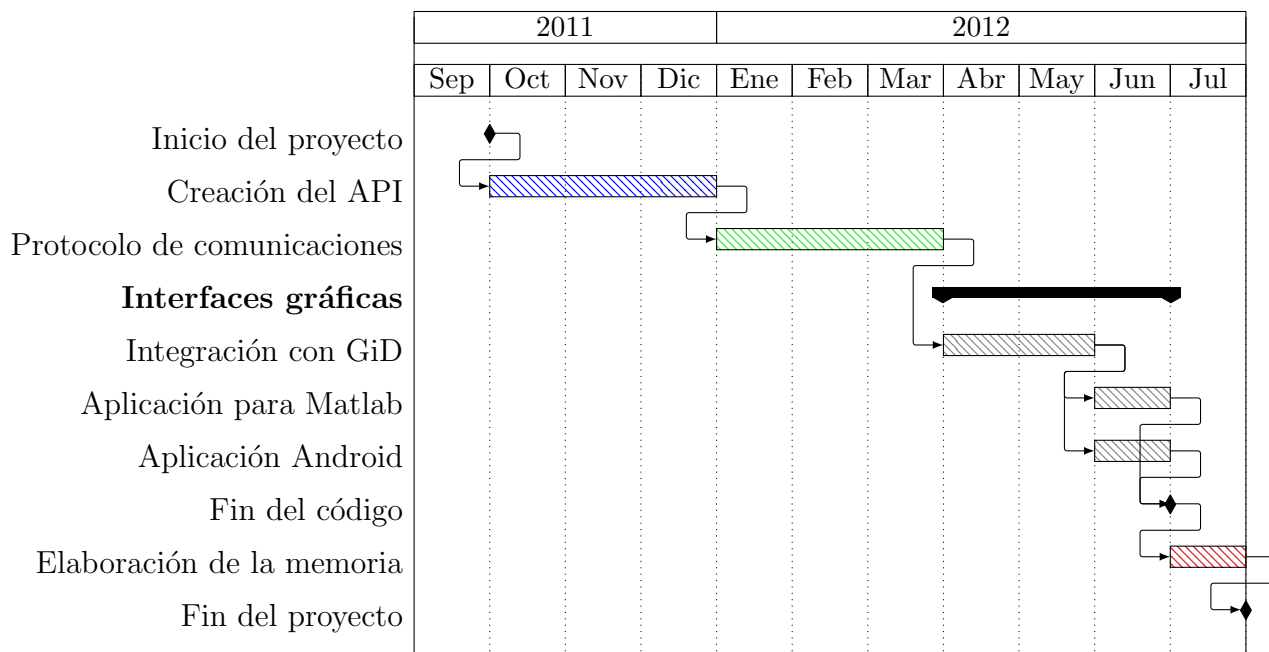 2011 2012
Sep Oct Nov Dic Ene Feb Mar Abr May Jun Jul
Inicio del proyecto
Creación del API
Protocolo de comunicaciones
Interfaces gráficas
Integración con GiD
Aplicación para Matlab
Aplicación Android
Fin del código
Elaboración de la memoria
Fin del proyecto